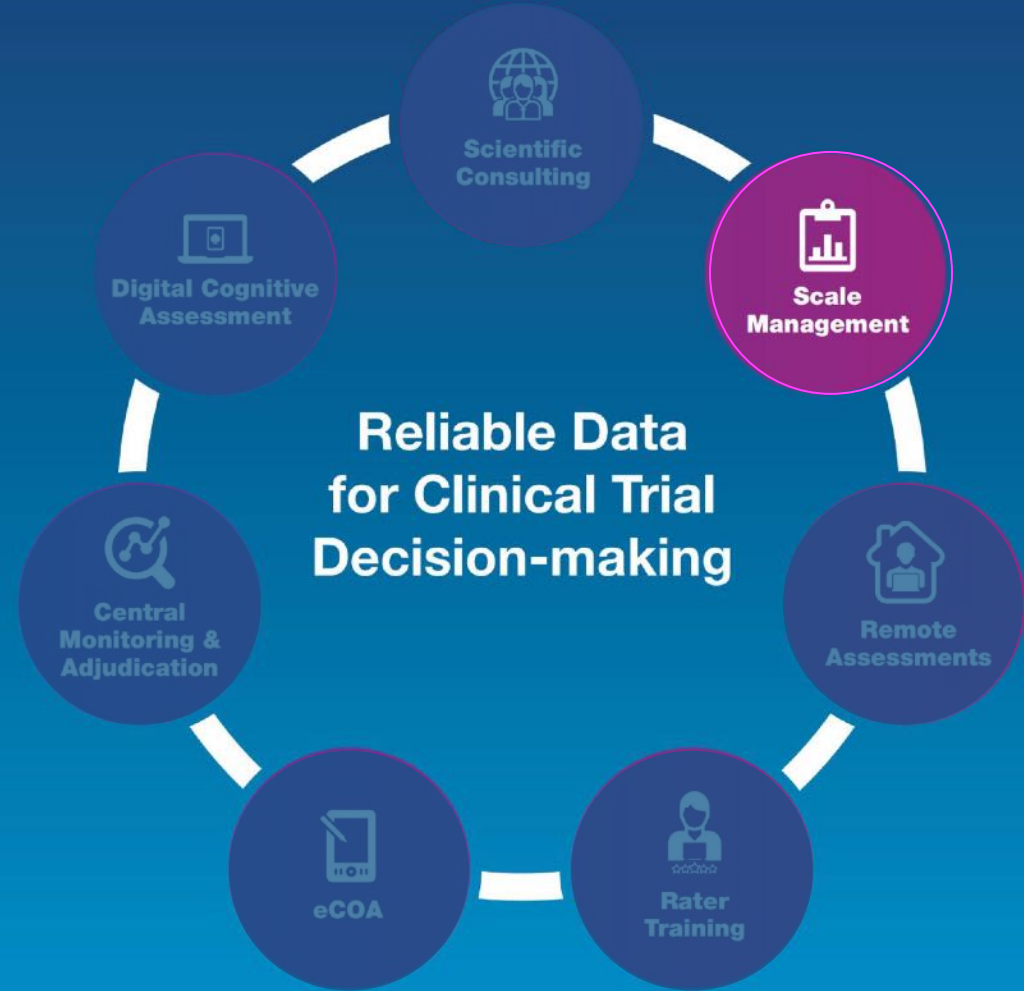 Scientific
Consulting
Digital Cognitive
Assessment
Scale
Management
Reliable Data
for Clinical Trial
Decision-making
Central
Monitoring &
Adjudication
Remote
Assessments
eCOA
Rater
Training